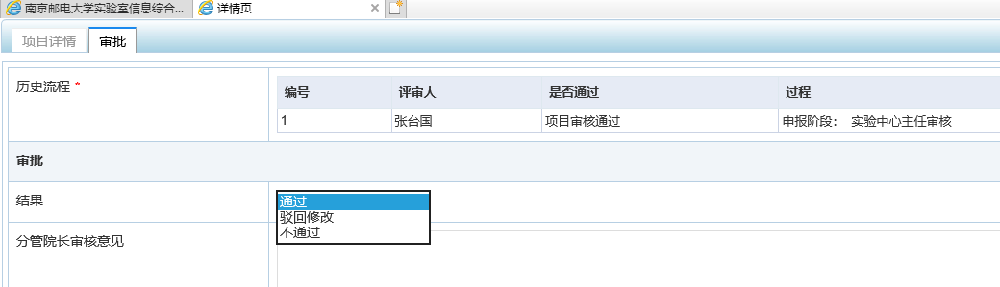 南京邮电大学实验室信息综合... 详情页
项目详情 审批
历史流程 * 编号 评审人 是否通过 过程
1 张台国 项目审核通过 申报阶段： 实验中心主任审核
审批
结果 通过
驳回修改
不通过
分管院长审核意见